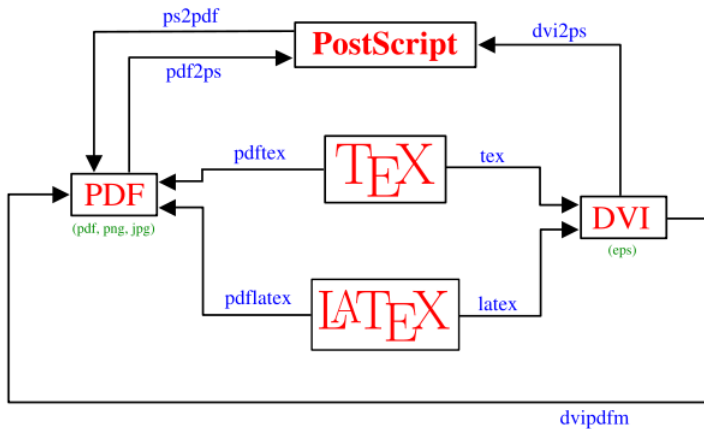 ps2pdf
PostScript
dvi2ps
pdf2ps
pdftex
TEX
tex
PDF
(pdf, png, jpg)
DVI
(eps)
pdflatex
LATEX
latex
dvipdfm